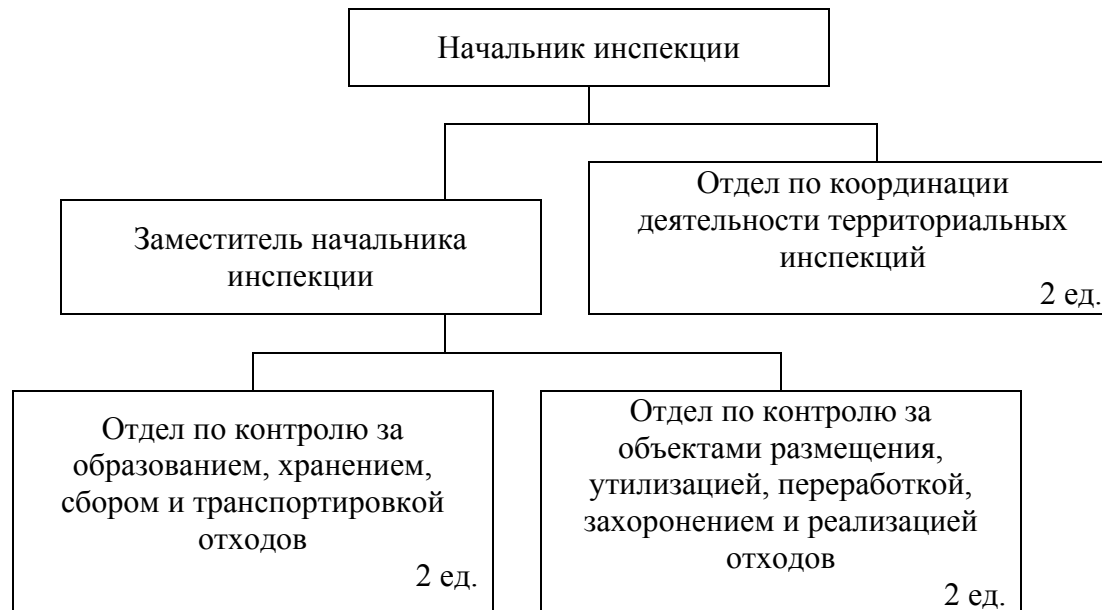 Начальник инспекции
Отдел по координации
деятельности территориальных
инспекций
2 ед.
Заместитель начальника
инспекции
Отдел по контролю за
образованием, хранением,
сбором и транспортировкой
отходов
2 ед.
Отдел по контролю за
объектами размещения,
утилизацией, переработкой,
захоронением и реализацией
отходов
2 ед.